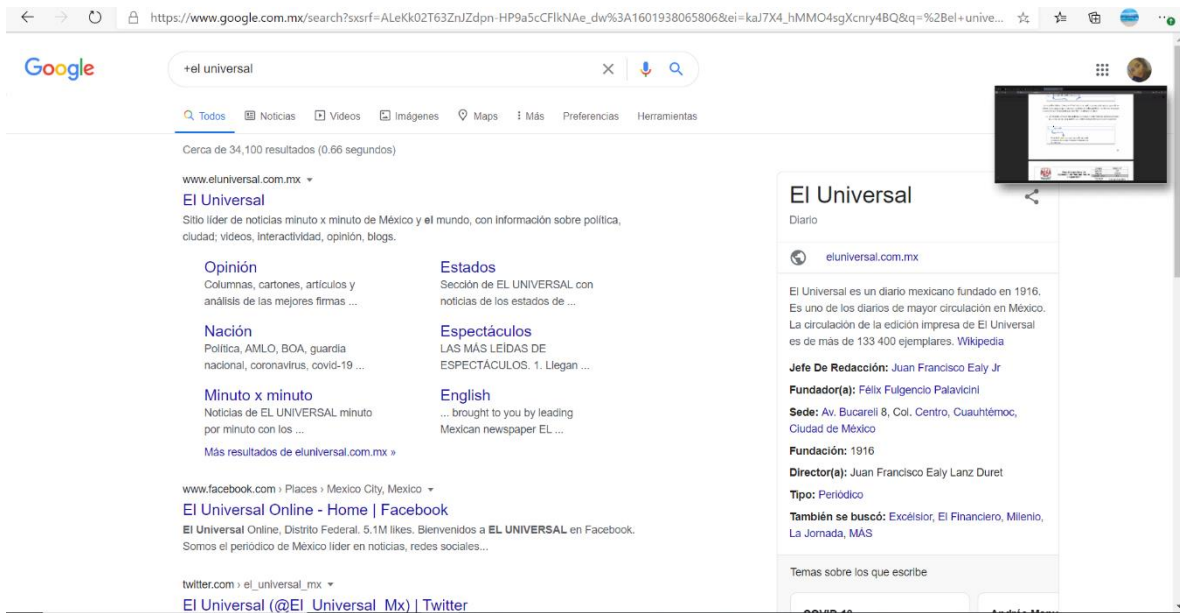 https://www.google.com.mx/search?sxsrf=ALeKk02T63ZnJZdpn-HP9a5cCFlkNAe_dw%3A1601938065806&ei=kaJ7X4_hMMO4sgXcnry4BQ&q=%2Bel+unive...
Google
+el universal
Todos Noticias Videos Imágenes Maps Más Preferencias Herramientas
Cerca de 34,100 resultados (0.66 segundos)
www.eluniversal.com.mx
El Universal
Sitio líder de noticias minuto x minuto de México y el mundo, con información sobre política,
ciudad; videos, interactividad, opinión, blogs.
Opinión
Columnas, cartones, artículos y
análisis de las mejores firmas ...
Estados
Sección de EL UNIVERSAL con
noticias de los estados de ...
Nación
Política, AMLO, BOA, guardia
nacional, coronavirus, covid-19 ...
Espectáculos
LAS MÁS LEÍDAS DE
ESPECTÁCULOS. 1. Llegan ...
Minuto x minuto
Noticias de EL UNIVERSAL minuto
por minuto con los ...
English
... brought to you by leading
Mexican newspaper EL ...
Más resultados de eluniversal.com.mx »
www.facebook.com › Places › Mexico City, Mexico
El Universal Online - Home | Facebook
El Universal Online, Distrito Federal. 5.1M likes. Bienvenidos a EL UNIVERSAL en Facebook.
Somos el periódico de México líder en noticias, redes sociales...
twitter.com › el_universal_mx
El Universal (@El_Universal_Mx) | Twitter
El Universal
Diario
eluniversal.com.mx
El Universal es un diario mexicano fundado en 1916.
Es uno de los diarios de mayor circulación en México.
La circulación de la edición impresa de El Universal
es de más de 133 400 ejemplares. Wikipedia
Jefe De Redacción: Juan Francisco Ealy Jr
Fundador(a): Félix Fulgencio Palavicini
Sede: Av. Bucareli 8, Col. Centro, Cuauhtémoc,
Ciudad de México
Fundación: 1916
Director(a): Juan Francisco Ealy Lanz Duret
Tipo: Periódico
También se buscó: Excélsior, El Financiero, Milenio,
La Jornada, MÁS
Temas sobre los que escribe